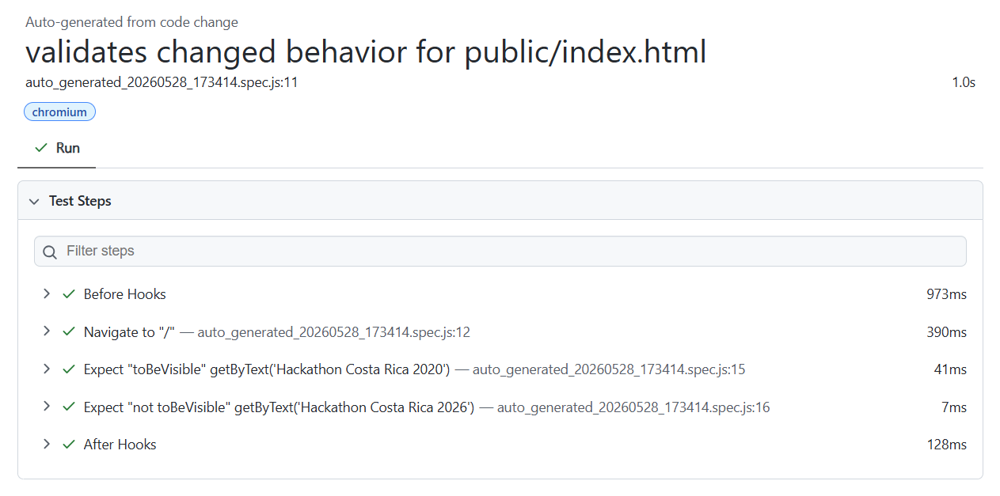 Auto-generated from code change
validates changed behavior for public/index.html
auto_generated_20260528_173414.spec.js:11 1.0s
chromium
Run
Test Steps
Filter steps
Before Hooks 973ms
Navigate to "/" — auto_generated_20260528_173414.spec.js:12 390ms
Expect "toBeVisible" getByText('Hackathon Costa Rica 2020') — auto_generated_20260528_173414.spec.js:15 41ms
Expect "not toBeVisible" getByText('Hackathon Costa Rica 2026') — auto_generated_20260528_173414.spec.js:16 7ms
After Hooks 128ms